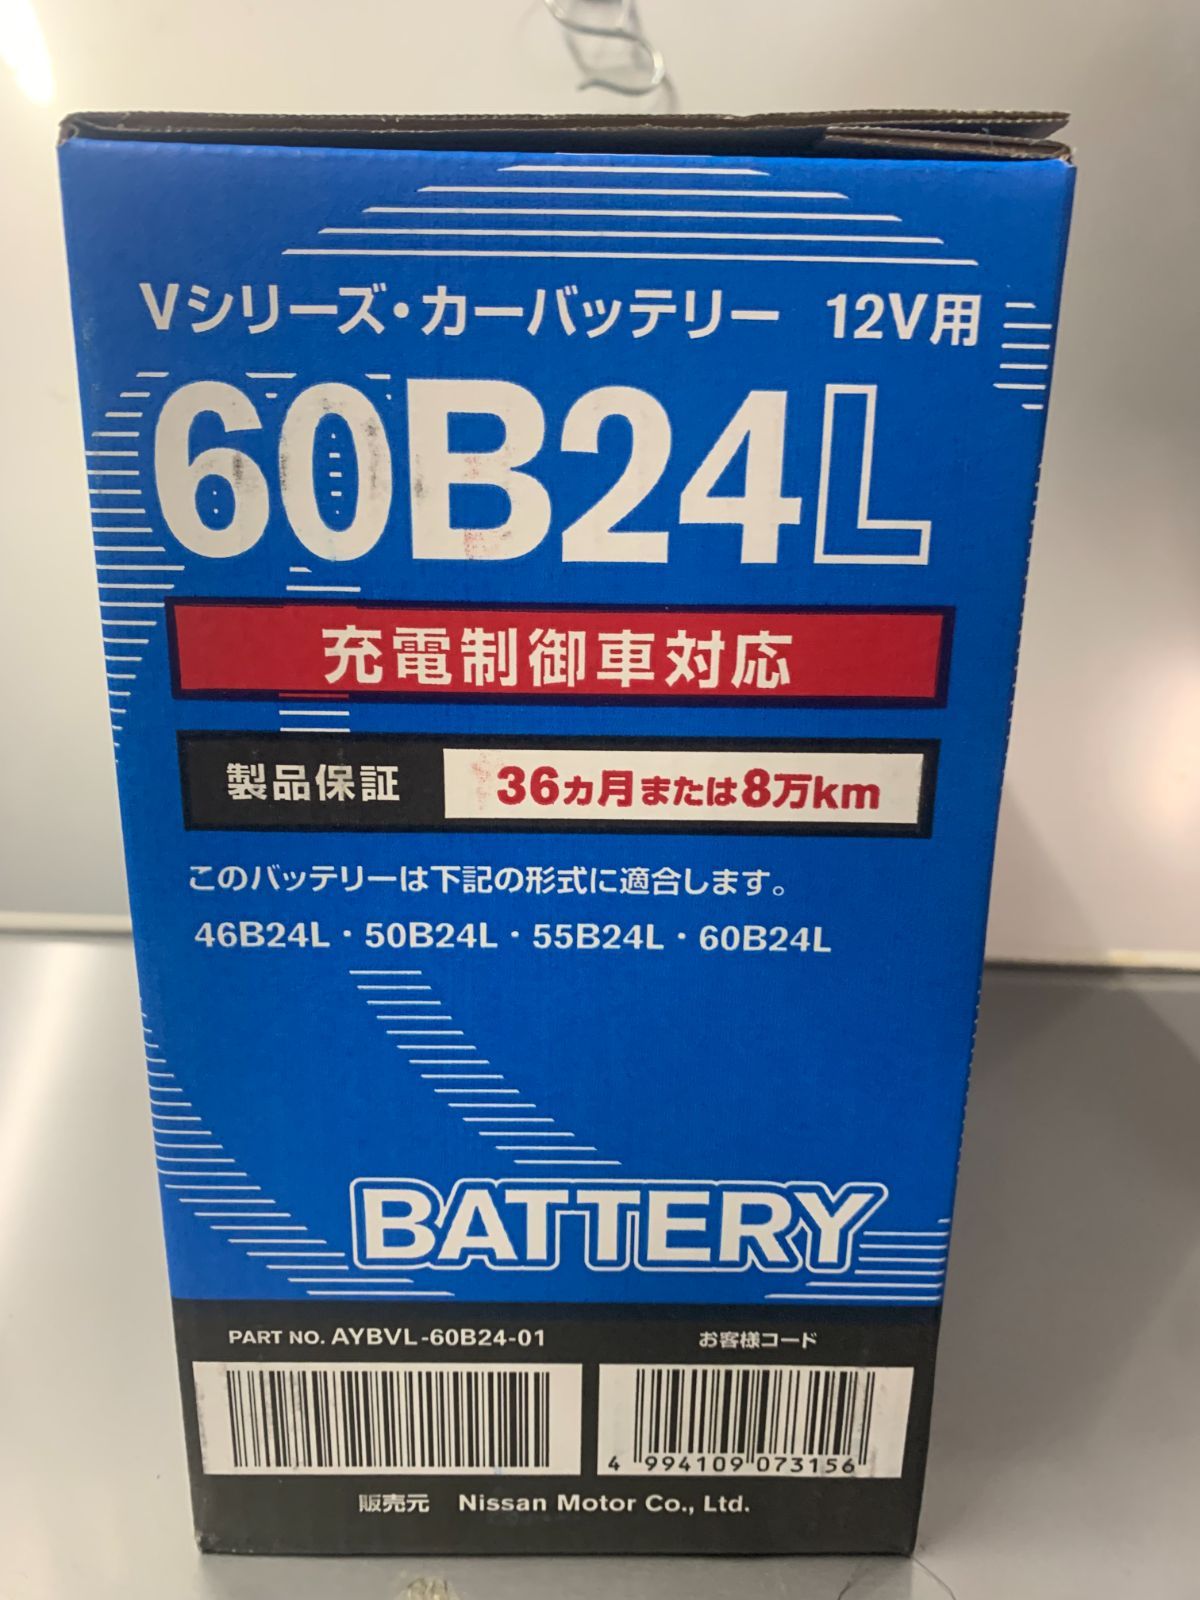 Vシリーズ・カーバッテリー 12V用
60B24L
充電制御車対応
製品保証 36カ月または8万km
このバッテリーは下記の形式に適合します。
46B24L・50B24L・55B24L・60B24L
BATTERY
PART NO. AYBVL-60B24-01 お客様コード
4 994109 073156
販売元 Nissan Motor Co., Ltd.